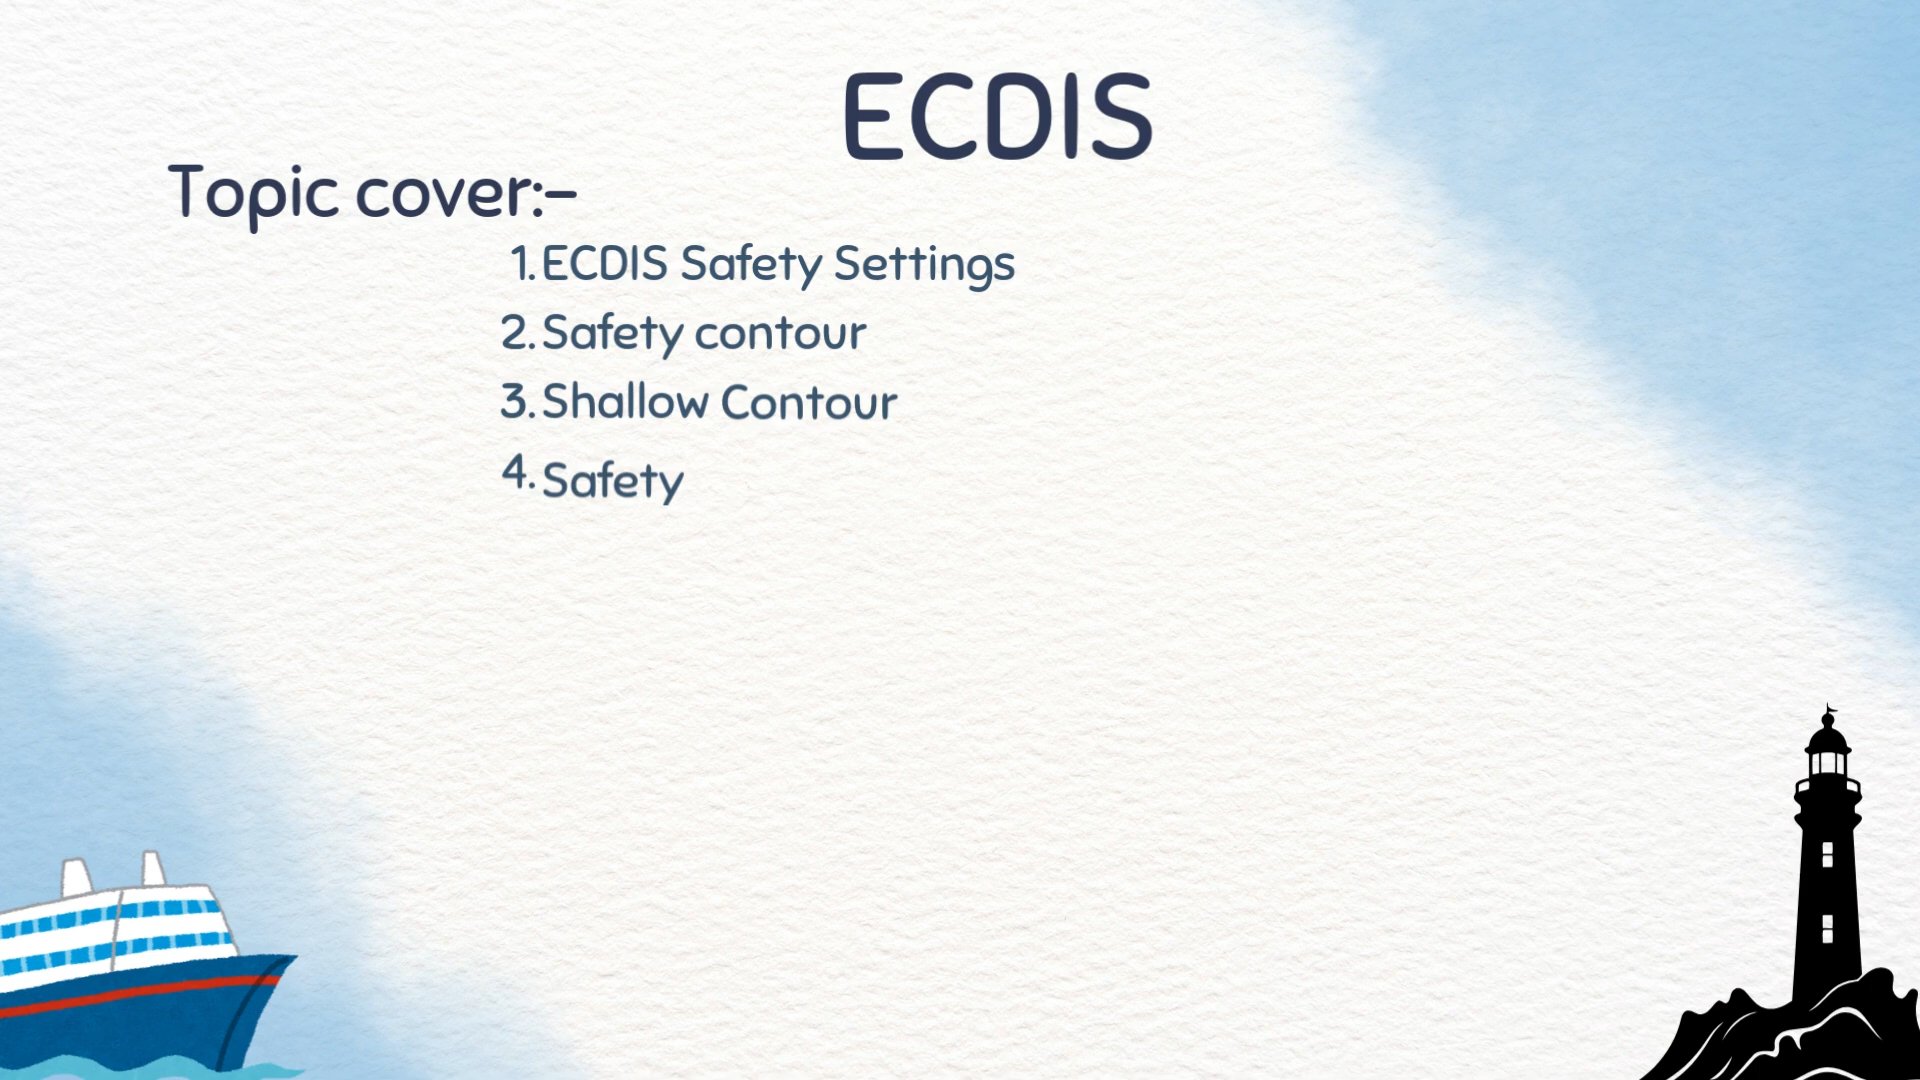 ECDIS
Topic cover:-
1. ECDIS Safety Settings
2. Safety contour
3. Shallow Contour
4. Safety